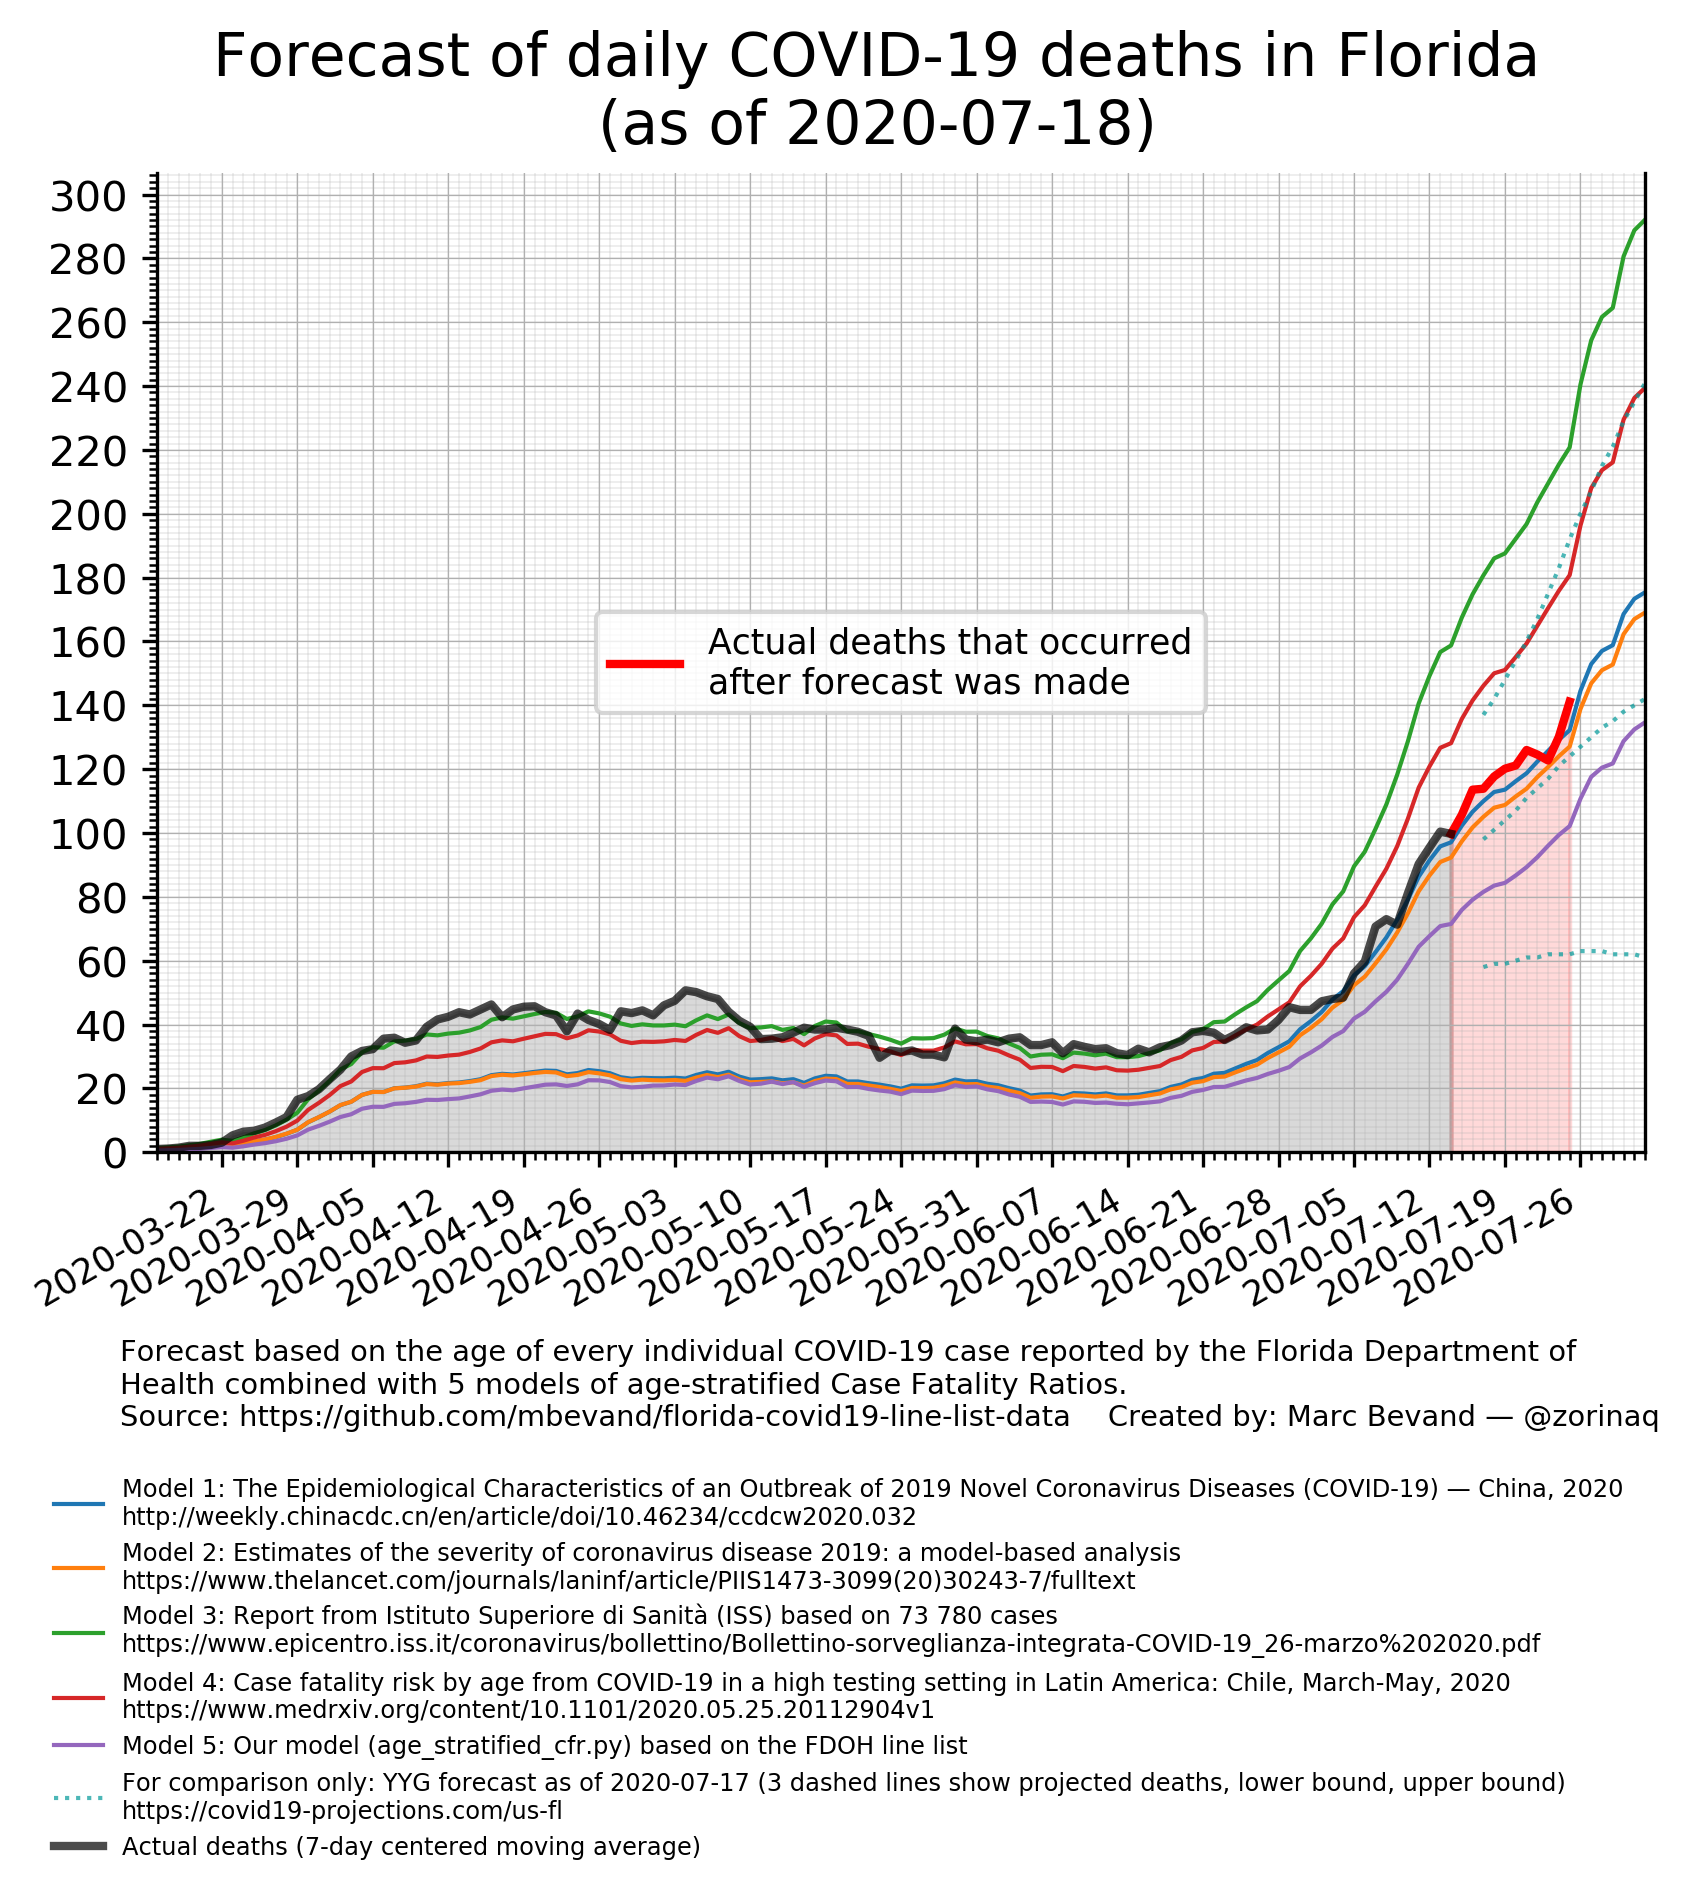 Forecast of daily COVID-19 deaths in Florida
(as of 2020-07-18)
300
280
260
240
220
200
180
160
140
120
100
80
60
40
20
0
Actual deaths that occurred
after forecast was made
2020-03-22
2020-03-29
2020-04-05
2020-04-12
2020-04-19
2020-04-26
2020-05-03
2020-05-10
2020-05-17
2020-05-24
2020-05-31
2020-06-07
2020-06-14
2020-06-21
2020-06-28
2020-07-05
2020-07-12
2020-07-19
2020-07-26
Forecast based on the age of every individual COVID-19 case reported by the Florida Department of
Health combined with 5 models of age-stratified Case Fatality Ratios.
Source: https://github.com/mbevand/florida-covid19-line-list-data Created by: Marc Bevand — @zorinaq
Model 1: The Epidemiological Characteristics of an Outbreak of 2019 Novel Coronavirus Diseases (COVID-19) — China, 2020
http://weekly.chinacdc.cn/en/article/doi/10.46234/ccdcw2020.032
Model 2: Estimates of the severity of coronavirus disease 2019: a model-based analysis
https://www.thelancet.com/journals/laninf/article/PIIS1473-3099(20)30243-7/fulltext
Model 3: Report from Istituto Superiore di Sanità (ISS) based on 73 780 cases
https://www.epicentro.iss.it/coronavirus/bollettino/Bollettino-sorveglianza-integrata-COVID-19_26-marzo%202020.pdf
Model 4: Case fatality risk by age from COVID-19 in a high testing setting in Latin America: Chile, March-May, 2020
https://www.medrxiv.org/content/10.1101/2020.05.25.20112904v1
Model 5: Our model (age_stratified_cfr.py) based on the FDOH line list
For comparison only: YYG forecast as of 2020-07-17 (3 dashed lines show projected deaths, lower bound, upper bound)
https://covid19-projections.com/us-fl
Actual deaths (7-day centered moving average)